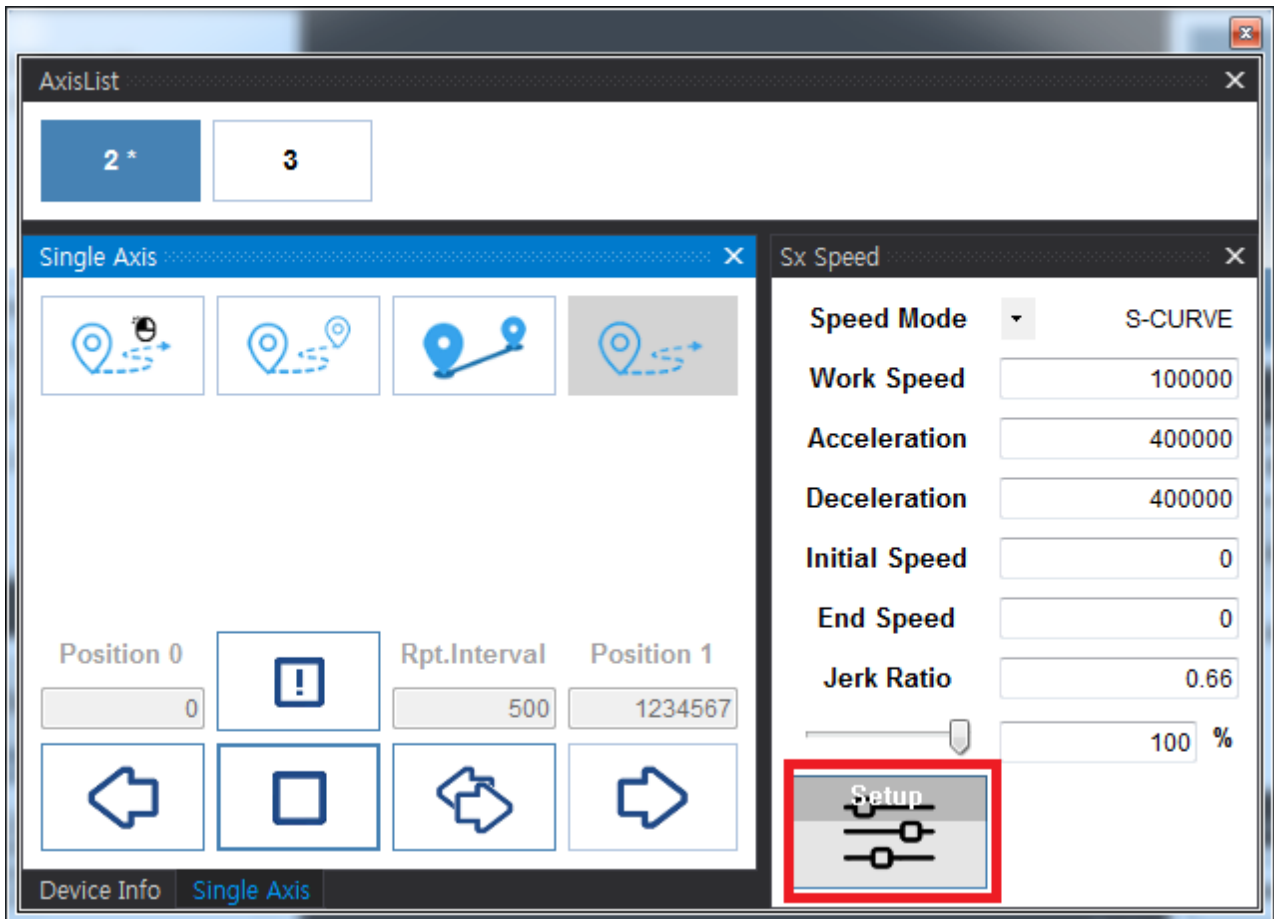 AxisList
2 *
3
Single Axis
Position 0
Rpt.Interval
Position 1
0
500
1234567
Device Info
Single Axis
Sx Speed
Speed Mode
S-CURVE
Work Speed
100000
Acceleration
400000
Deceleration
400000
Initial Speed
0
End Speed
0
Jerk Ratio
0.66
100 %
Setup